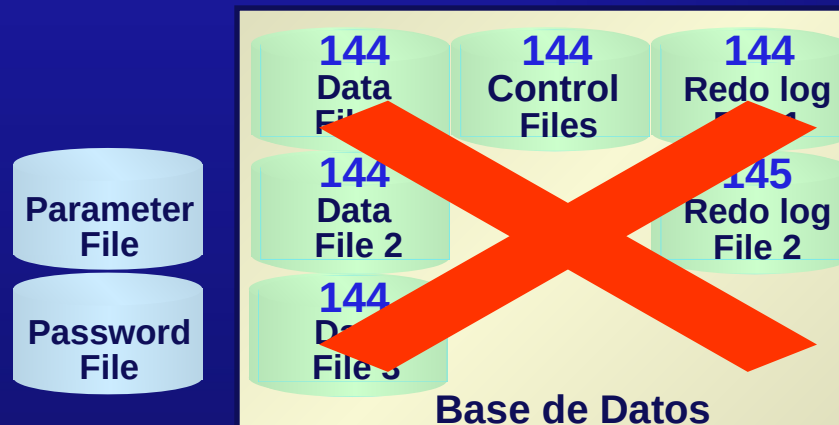 144
Data
144
Control
Files
144
Redo log
144
Data
File 2
145
Redo log
File 2
144
File 3
Parameter
File
Password
File
Base de Datos